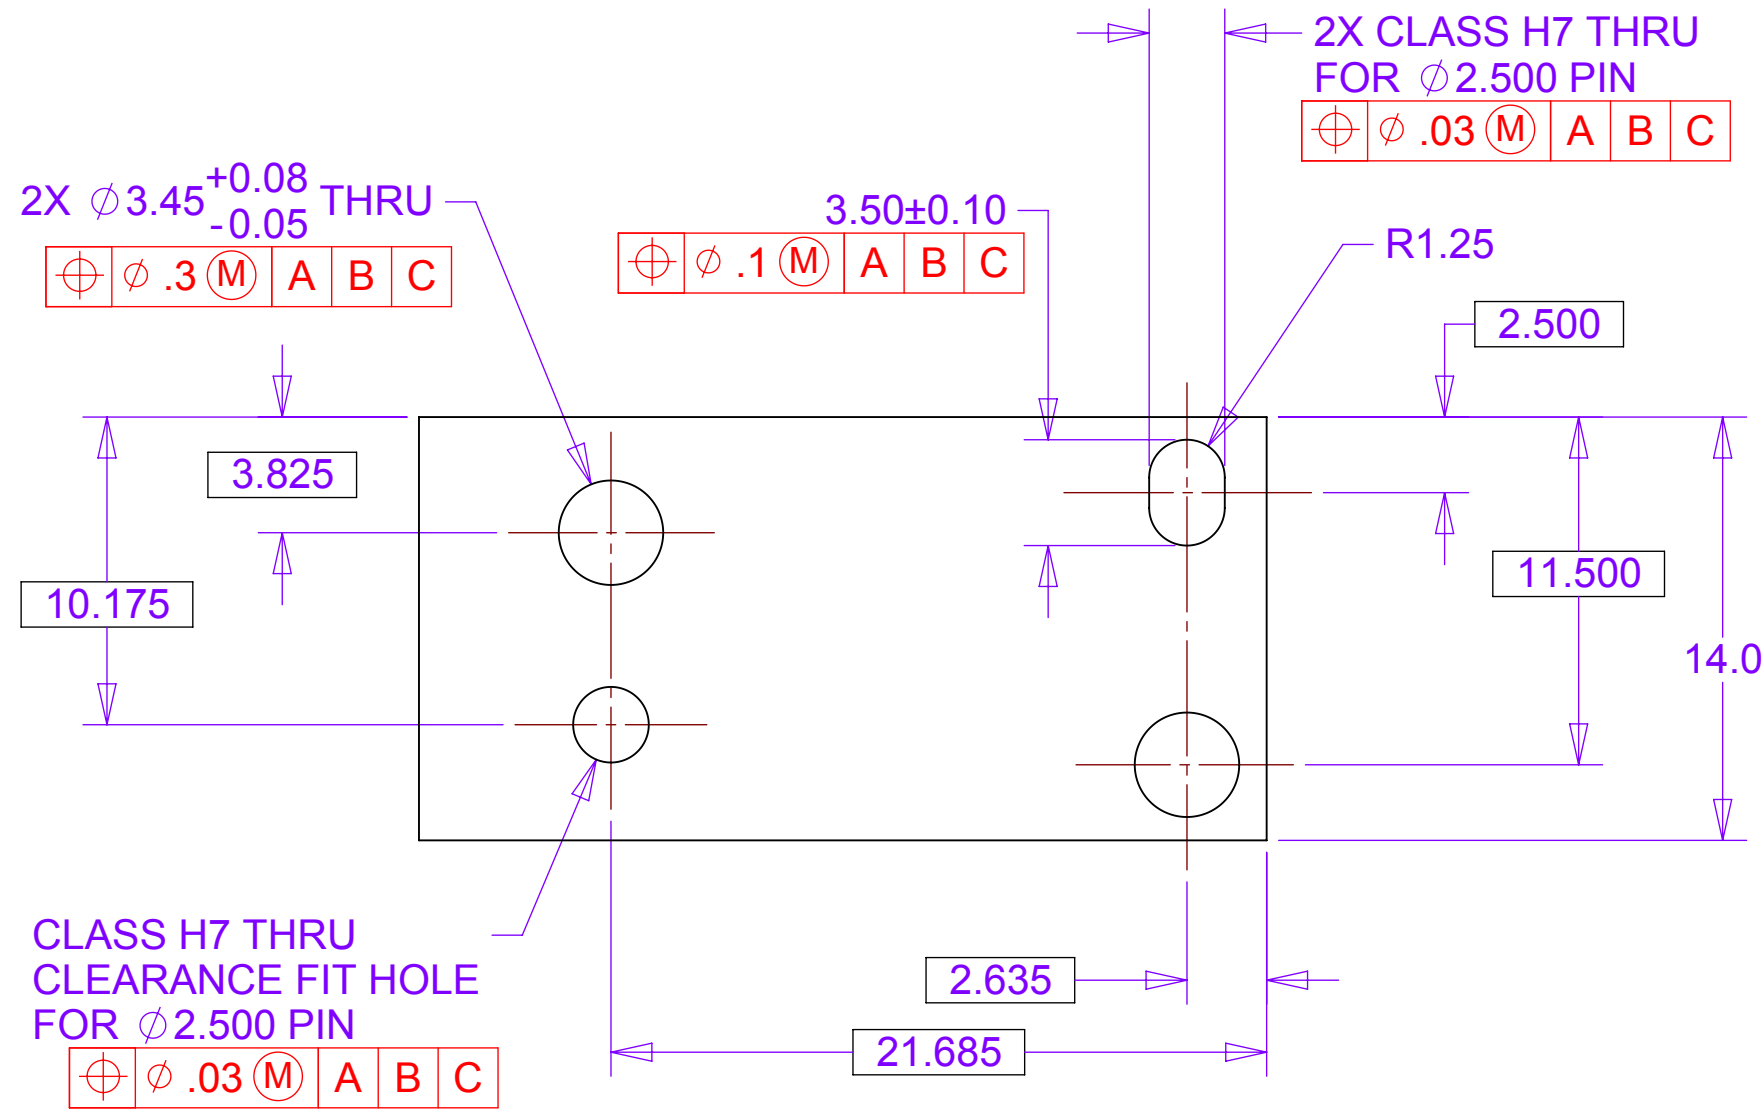 2X CLASS H7 THRU
FOR ⌀2.500 PIN
⌖ ⌀ .03 Ⓜ A B C
2X ⌀3.45 +0.08 -0.05 THRU
⌖ ⌀ .3 Ⓜ A B C
3.50±0.10
⌖ ⌀ .1 Ⓜ A B C
R1.25
2.500
3.825
10.175
11.500
14.0
CLASS H7 THRU
CLEARANCE FIT HOLE
FOR ⌀2.500 PIN
⌖ ⌀ .03 Ⓜ A B C
2.635
21.685